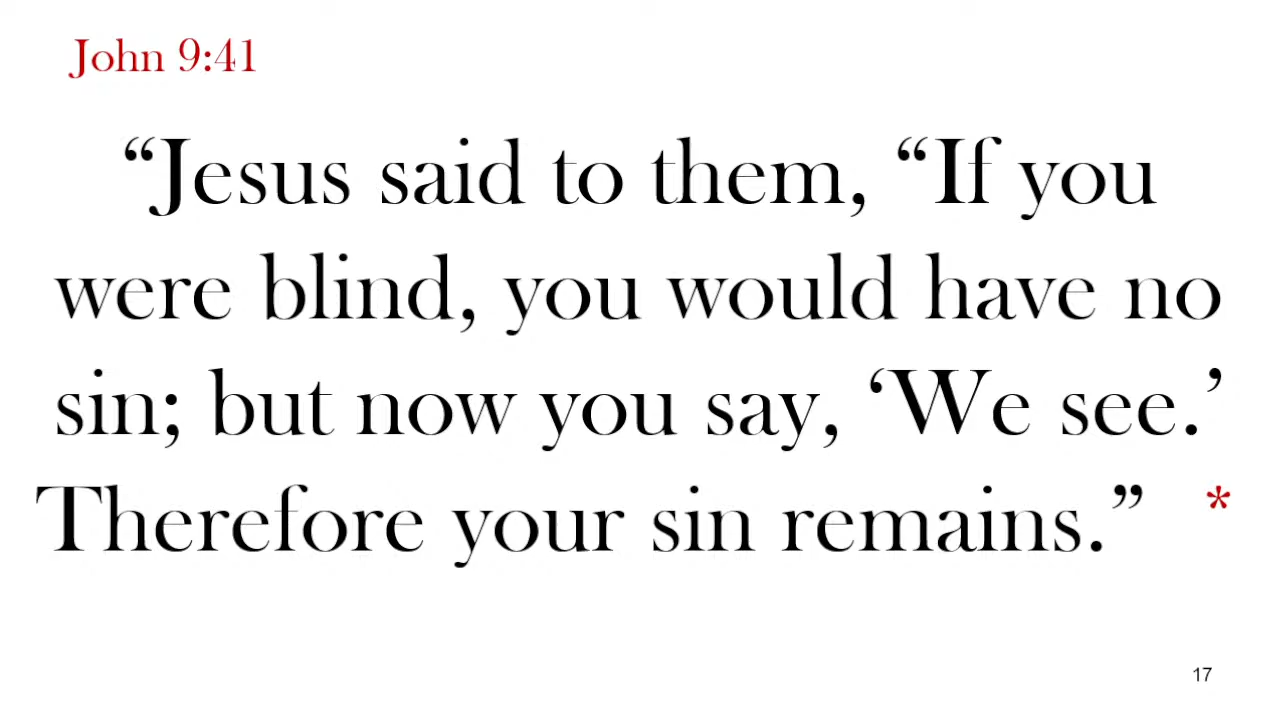 John 9:41
“Jesus said to them, “If you
were blind, you would have no
sin; but now you say, ‘We see.’
Therefore your sin remains.” *
17